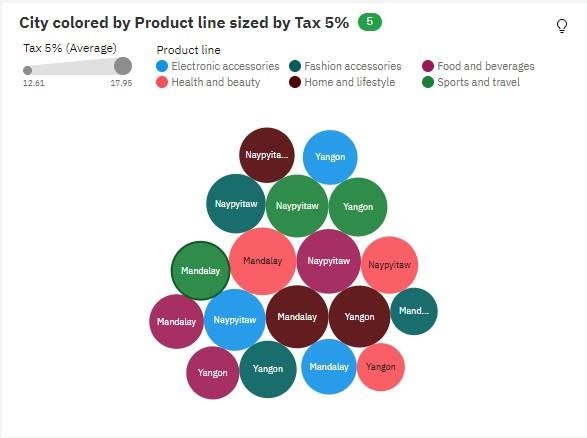 City colored by Product line sized by Tax 5% 5
Tax 5% (Average)
12.61 17.95
Product line
Electronic accessories Fashion accessories Food and beverages
Health and beauty Home and lifestyle Sports and travel
Naypyita... Yangon
Naypyitaw Naypyitaw Yangon
Mandalay Mandalay Naypyitaw Naypyitaw
Mandalay Naypyitaw Mandalay Yangon Mand...
Yangon Yangon Mandalay Yangon